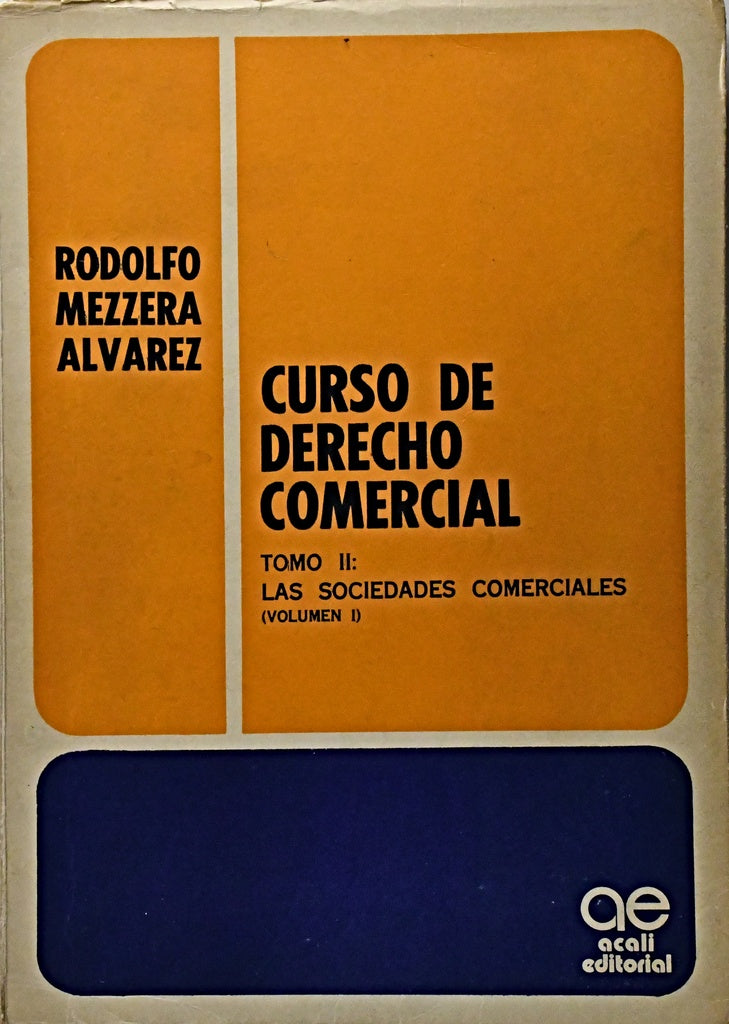 RODOLFO
MEZZERA
ALVAREZ
CURSO DE
DERECHO
COMERCIAL
TOMO II:
LAS SOCIEDADES COMERCIALES
(VOLUMEN I)
ae
acali
editorial